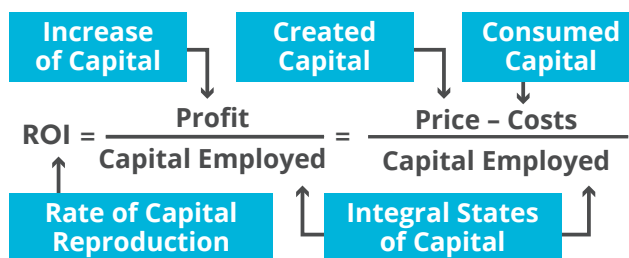 Increase
of Capital
Created
Capital
Consumed
Capital
ROI = Profit / Capital Employed = Price – Costs / Capital Employed
Rate of Capital
Reproduction
Integral States
of Capital